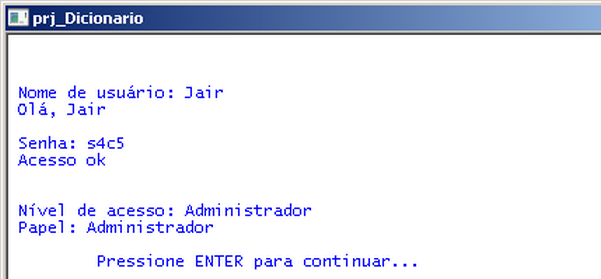 prj_Dicionario
Nome de usuário: Jair
Olá, Jair
Senha: s4c5
Acesso ok
Nível de acesso: Administrador
Papel: Administrador
Pressione ENTER para continuar...